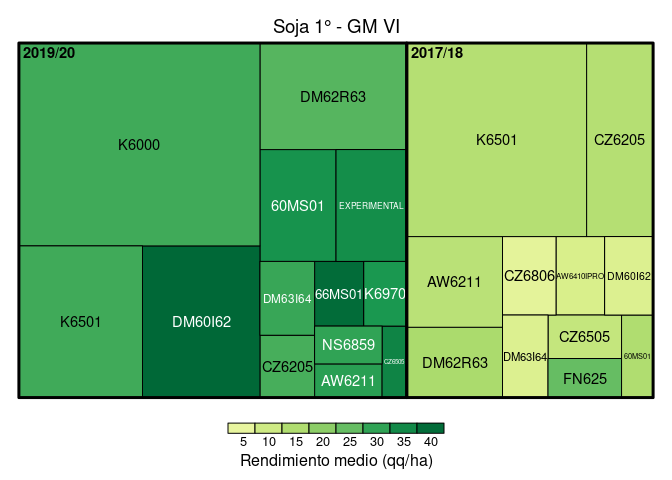 Soja 1° - GM VI
2019/20
K6000
DM62R63
60MS01
EXPERIMENTAL
K6501
DM60I62
DM63I64
66MS01
K6970
CZ6205
NS6859
AW6211
CZ6505
2017/18
K6501
CZ6205
AW6211
CZ6806
AW6410IPRO
DM60I62
DM62R63
DM63I64
CZ6505
60MS01
FN625
5 10 15 20 25 30 35 40
Rendimiento medio (qq/ha)